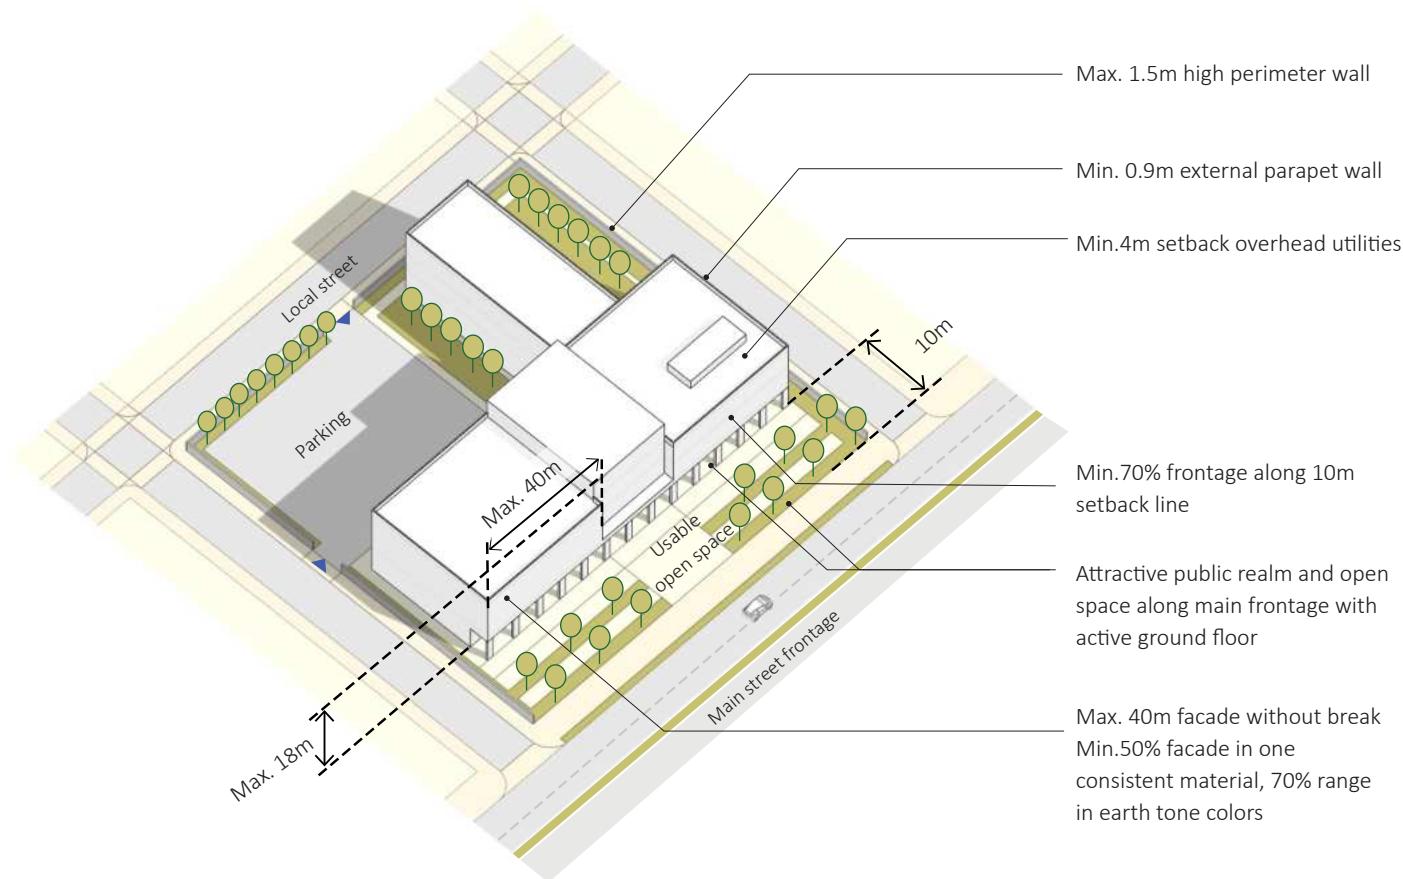 Max. 1.5m high perimeter wall
Min. 0.9m external parapet wall
Min.4m setback overhead utilities
Local street
10m
Parking
Max. 40m
Usable
open space
Min.70% frontage along 10m
setback line
Attractive public realm and open
space along main frontage with
active ground floor
Main street frontage
Max. 18m
Max. 40m facade without break
Min.50% facade in one
consistent material, 70% range
in earth tone colors